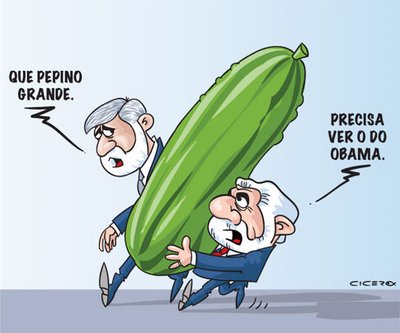 QUE PEPINO
GRANDE.
PRECISA
VER O DO
OBAMA.
CICERO